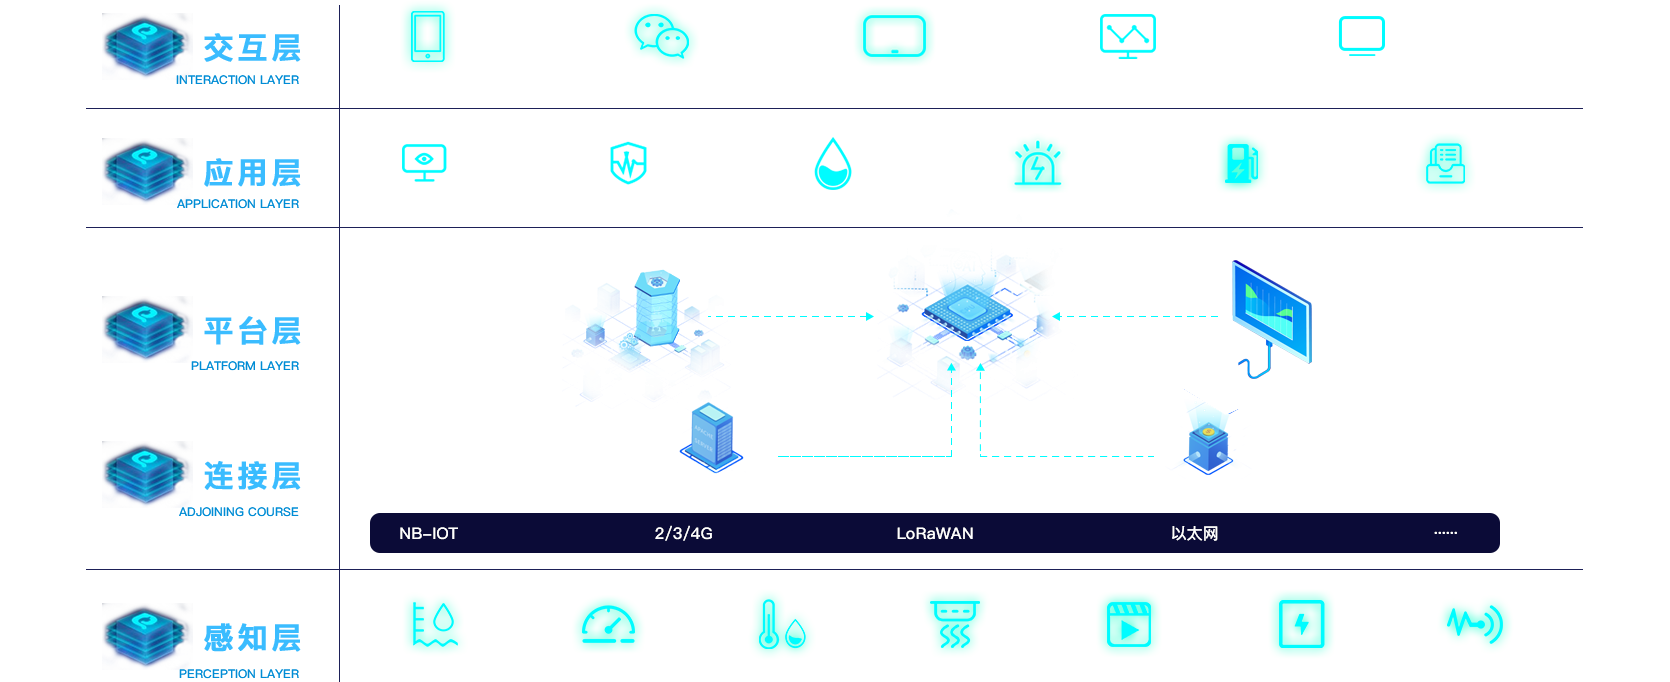 交互层
INTERACTION LAYER
应用层
APPLICATION LAYER
平台层
PLATFORM LAYER
连接层
ADJOINING COURSE
NB-IOT 2/3/4G LoRaWAN 以太网 ......
感知层
PERCEPTION LAYER